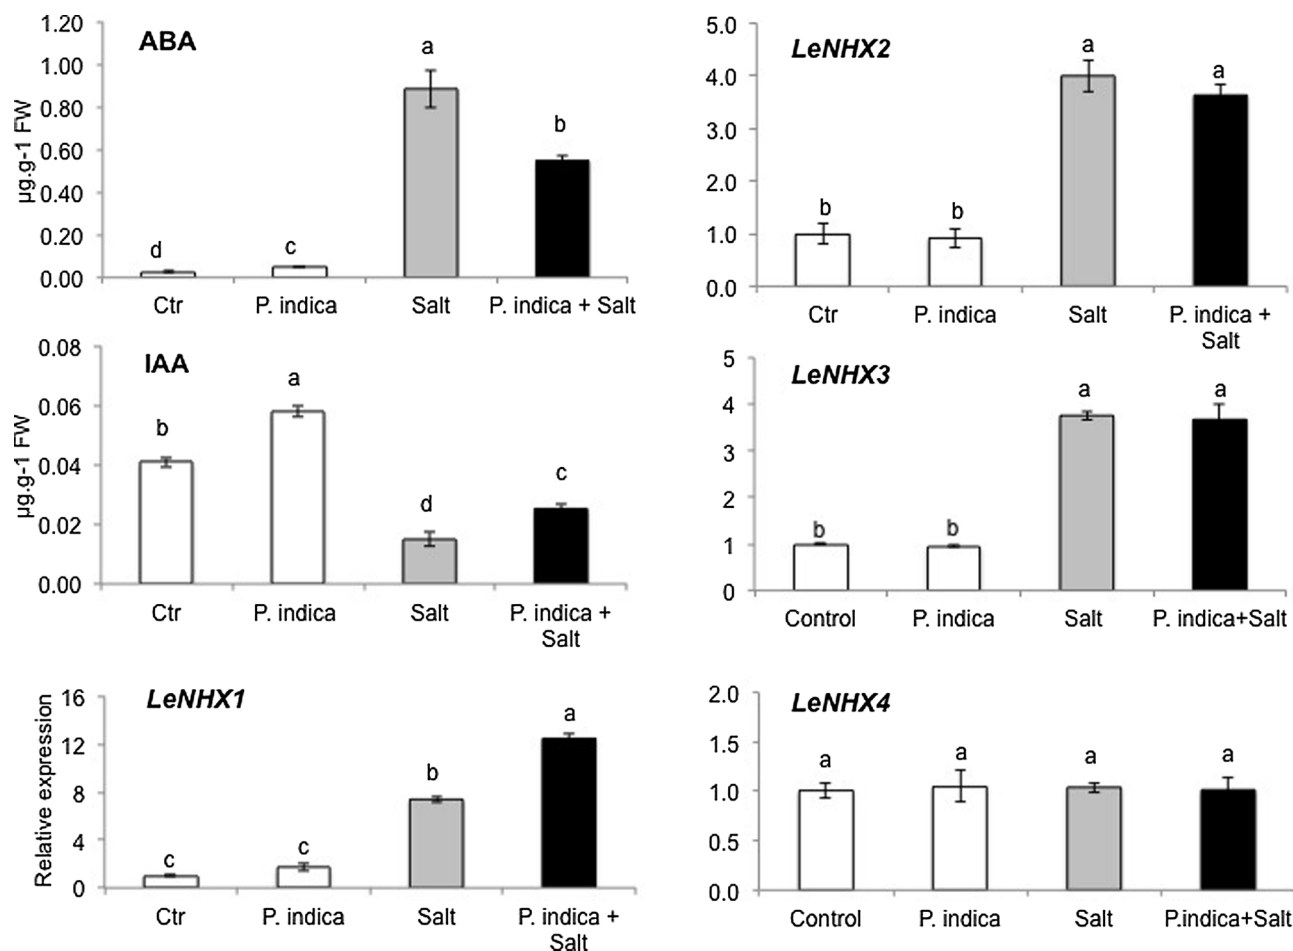 ABA
µg.g-1 FW
1.20
1.00
0.80
0.60
0.40
0.20
0.00
d
c
a
b
Ctr
P. indica
Salt
P. indica + Salt
IAA
µg.g-1 FW
0.08
0.06
0.04
0.02
0.00
b
a
d
c
Ctr
P. indica
Salt
P. indica +
Salt
LeNHX1
Relative expression
16
12
8
4
0
c
c
b
a
Ctr
P. indica
Salt
P. indica +
Salt
LeNHX2
5.0
4.0
3.0
2.0
1.0
0.0
b
b
a
a
Ctr
P. indica
Salt
P. indica +
Salt
LeNHX3
5
4
3
2
1
0
b
b
a
a
Control
P. indica
Salt
P. indica+Salt
LeNHX4
2.0
1.5
1.0
0.5
0.0
a
a
a
a
Control
P. indica
Salt
P.indica+Salt